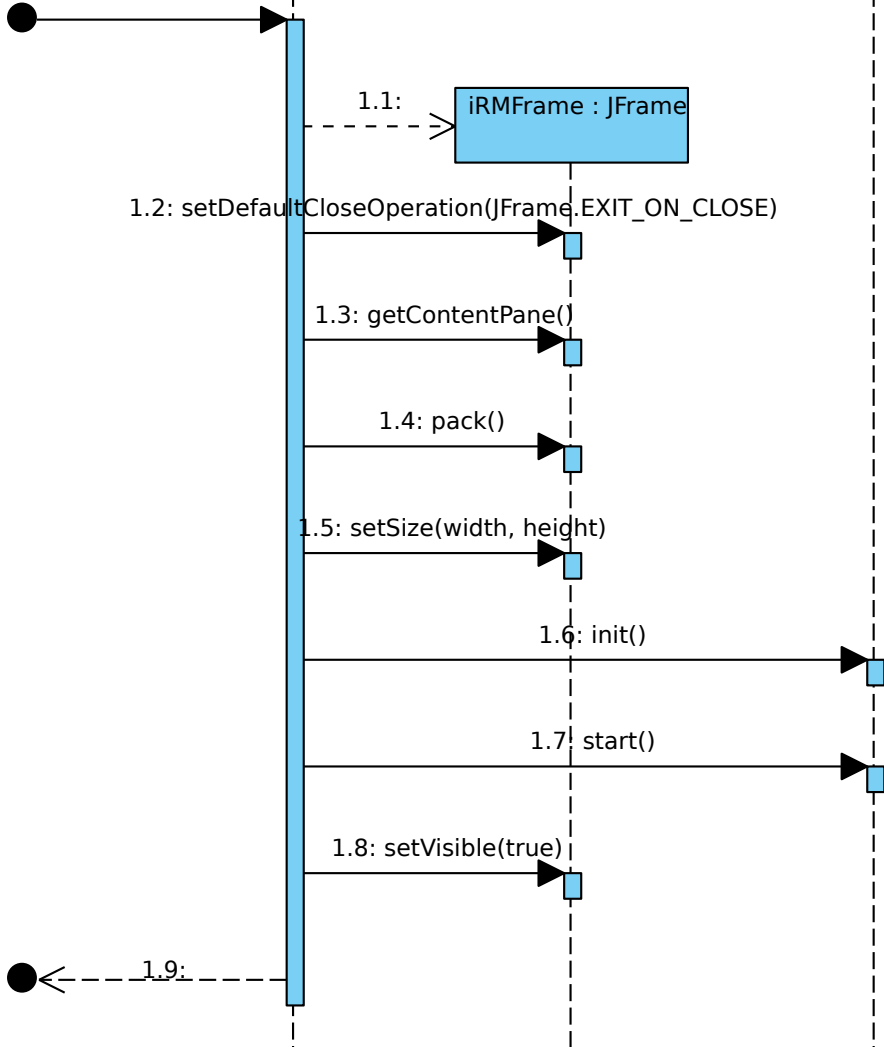 1.1:
iRMFrame : JFrame
1.2: setDefaultCloseOperation(JFrame.EXIT_ON_CLOSE)
1.3: getContentPane()
1.4: pack()
1.5: setSize(width, height)
1.6: init()
1.7: start()
1.8: setVisible(true)
1.9: